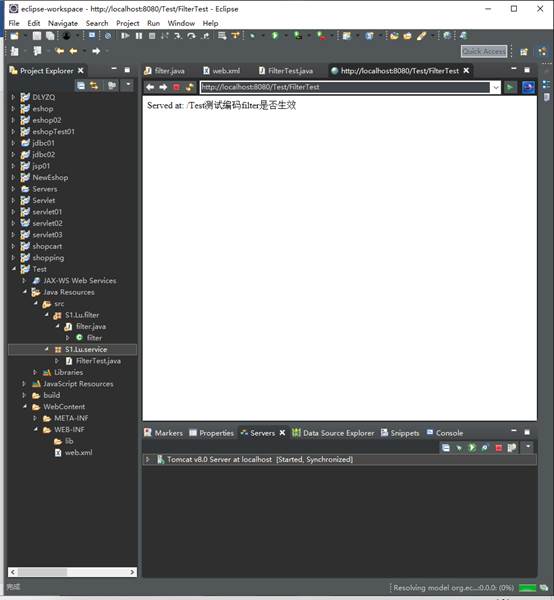 eclipse-workspace - http://localhost:8080/Test/FilterTest - Eclipse
File Edit Navigate Search Project Run Window Help
Quick Access
Project Explorer
filter.java web.xml FilterTest.java http://localhost:8080/Test/FilterTest
http://localhost:8080/Test/FilterTest
Served at: /Test测试编码filter是否生效
DLYZQ
eshop
eshop02
eshopTest01
jdbc01
jdbc02
jsp01
NewEshop
Servers
Servlet
servlet01
servlet02
servlet03
shopcart
shopping
Test
JAX-WS Web Services
Java Resources
src
S1.Lu.filter
filter.java
filter
S1.Lu.service
FilterTest.java
Libraries
JavaScript Resources
build
WebContent
META-INF
WEB-INF
lib
web.xml
Markers Properties Servers Data Source Explorer Snippets Console
Tomcat v8.0 Server at localhost [Started, Synchronized]
完成
Resolving model org.ec...:0.0.0: (0%)